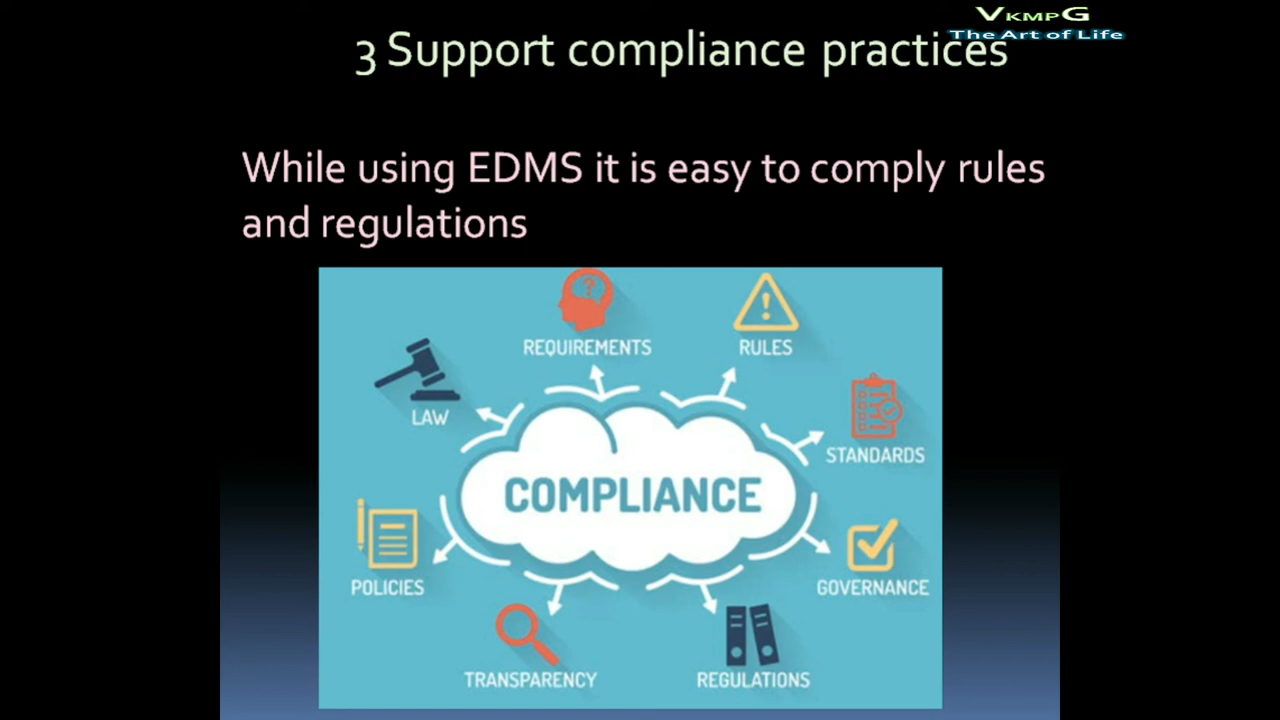 VKMPG
The Art of Life
3 Support compliance practices
While using EDMS it is easy to comply rules
and regulations
REQUIREMENTS
RULES
LAW
STANDARDS
COMPLIANCE
POLICIES
GOVERNANCE
TRANSPARENCY
REGULATIONS